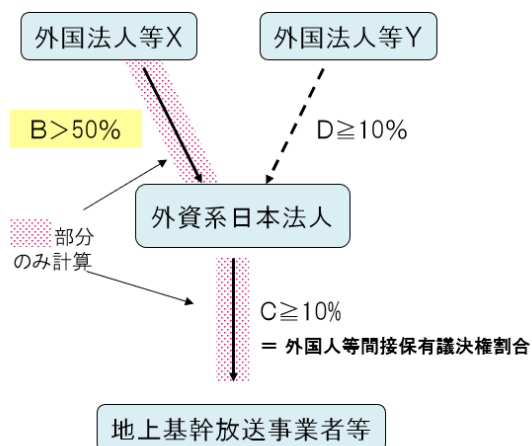 外国法人等X
外国法人等Y
B＞50%
D≧10%
外資系日本法人
部分
のみ計算
C≧10%
＝ 外国人等間接保有議決権割合
地上基幹放送事業者等